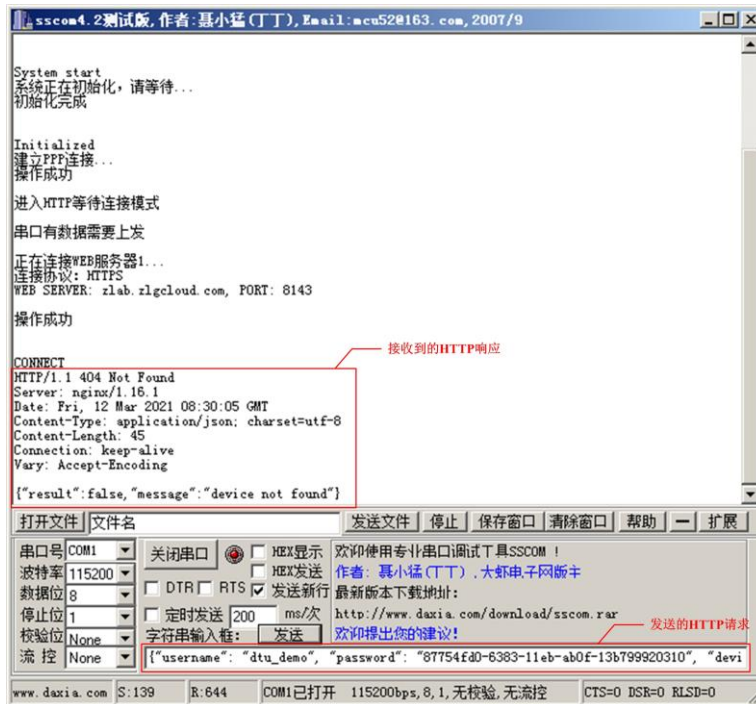 sscom4.2测试版,作者:聂小猛(丁丁),Email:mcu52@163.com,2007/9
System start
系统正在初始化，请等待...
初始化完成
Initialized
建立PPP连接...
操作成功
进入HTTP等待连接模式
串口有数据需要上发
正在连接WEB服务器1...
连接协议: HTTPS
WEB SERVER: zlab.zlgcloud.com, PORT: 8143
操作成功
CONNECT
接收到的HTTP响应
HTTP/1.1 404 Not Found
Server: nginx/1.16.1
Date: Fri, 12 Mar 2021 08:30:05 GMT
Content-Type: application/json; charset=utf-8
Content-Length: 45
Connection: keep-alive
Vary: Accept-Encoding
{"result":false,"message":"device not found"}
打开文件 文件名 发送文件 停止 保存窗口 清除窗口 帮助 — 扩展
串口号 COM1 关闭串口 HEX显示 欢迎使用专业串口调试工具SSCOM !
波特率 115200 HEX发送 作者: 聂小猛(丁丁),大虾电子网版主
数据位 8 DTR RTS 发送新行 最新版本下载地址:
停止位 1 定时发送 200 ms/次 http://www.daxia.com/download/sscom.rar
发送的HTTP请求
校验位 None 字符串输入框: 发送 欢迎提出您的建议!
流 控 None {"username": "dtu_demo", "password": "87754fd0-6383-11eb-ab0f-13b799920310", "devi
www.daxia.com S:139 R:644 COM1已打开 115200bps,8,1,无校验,无流控 CTS=0 DSR=0 RLSD=0